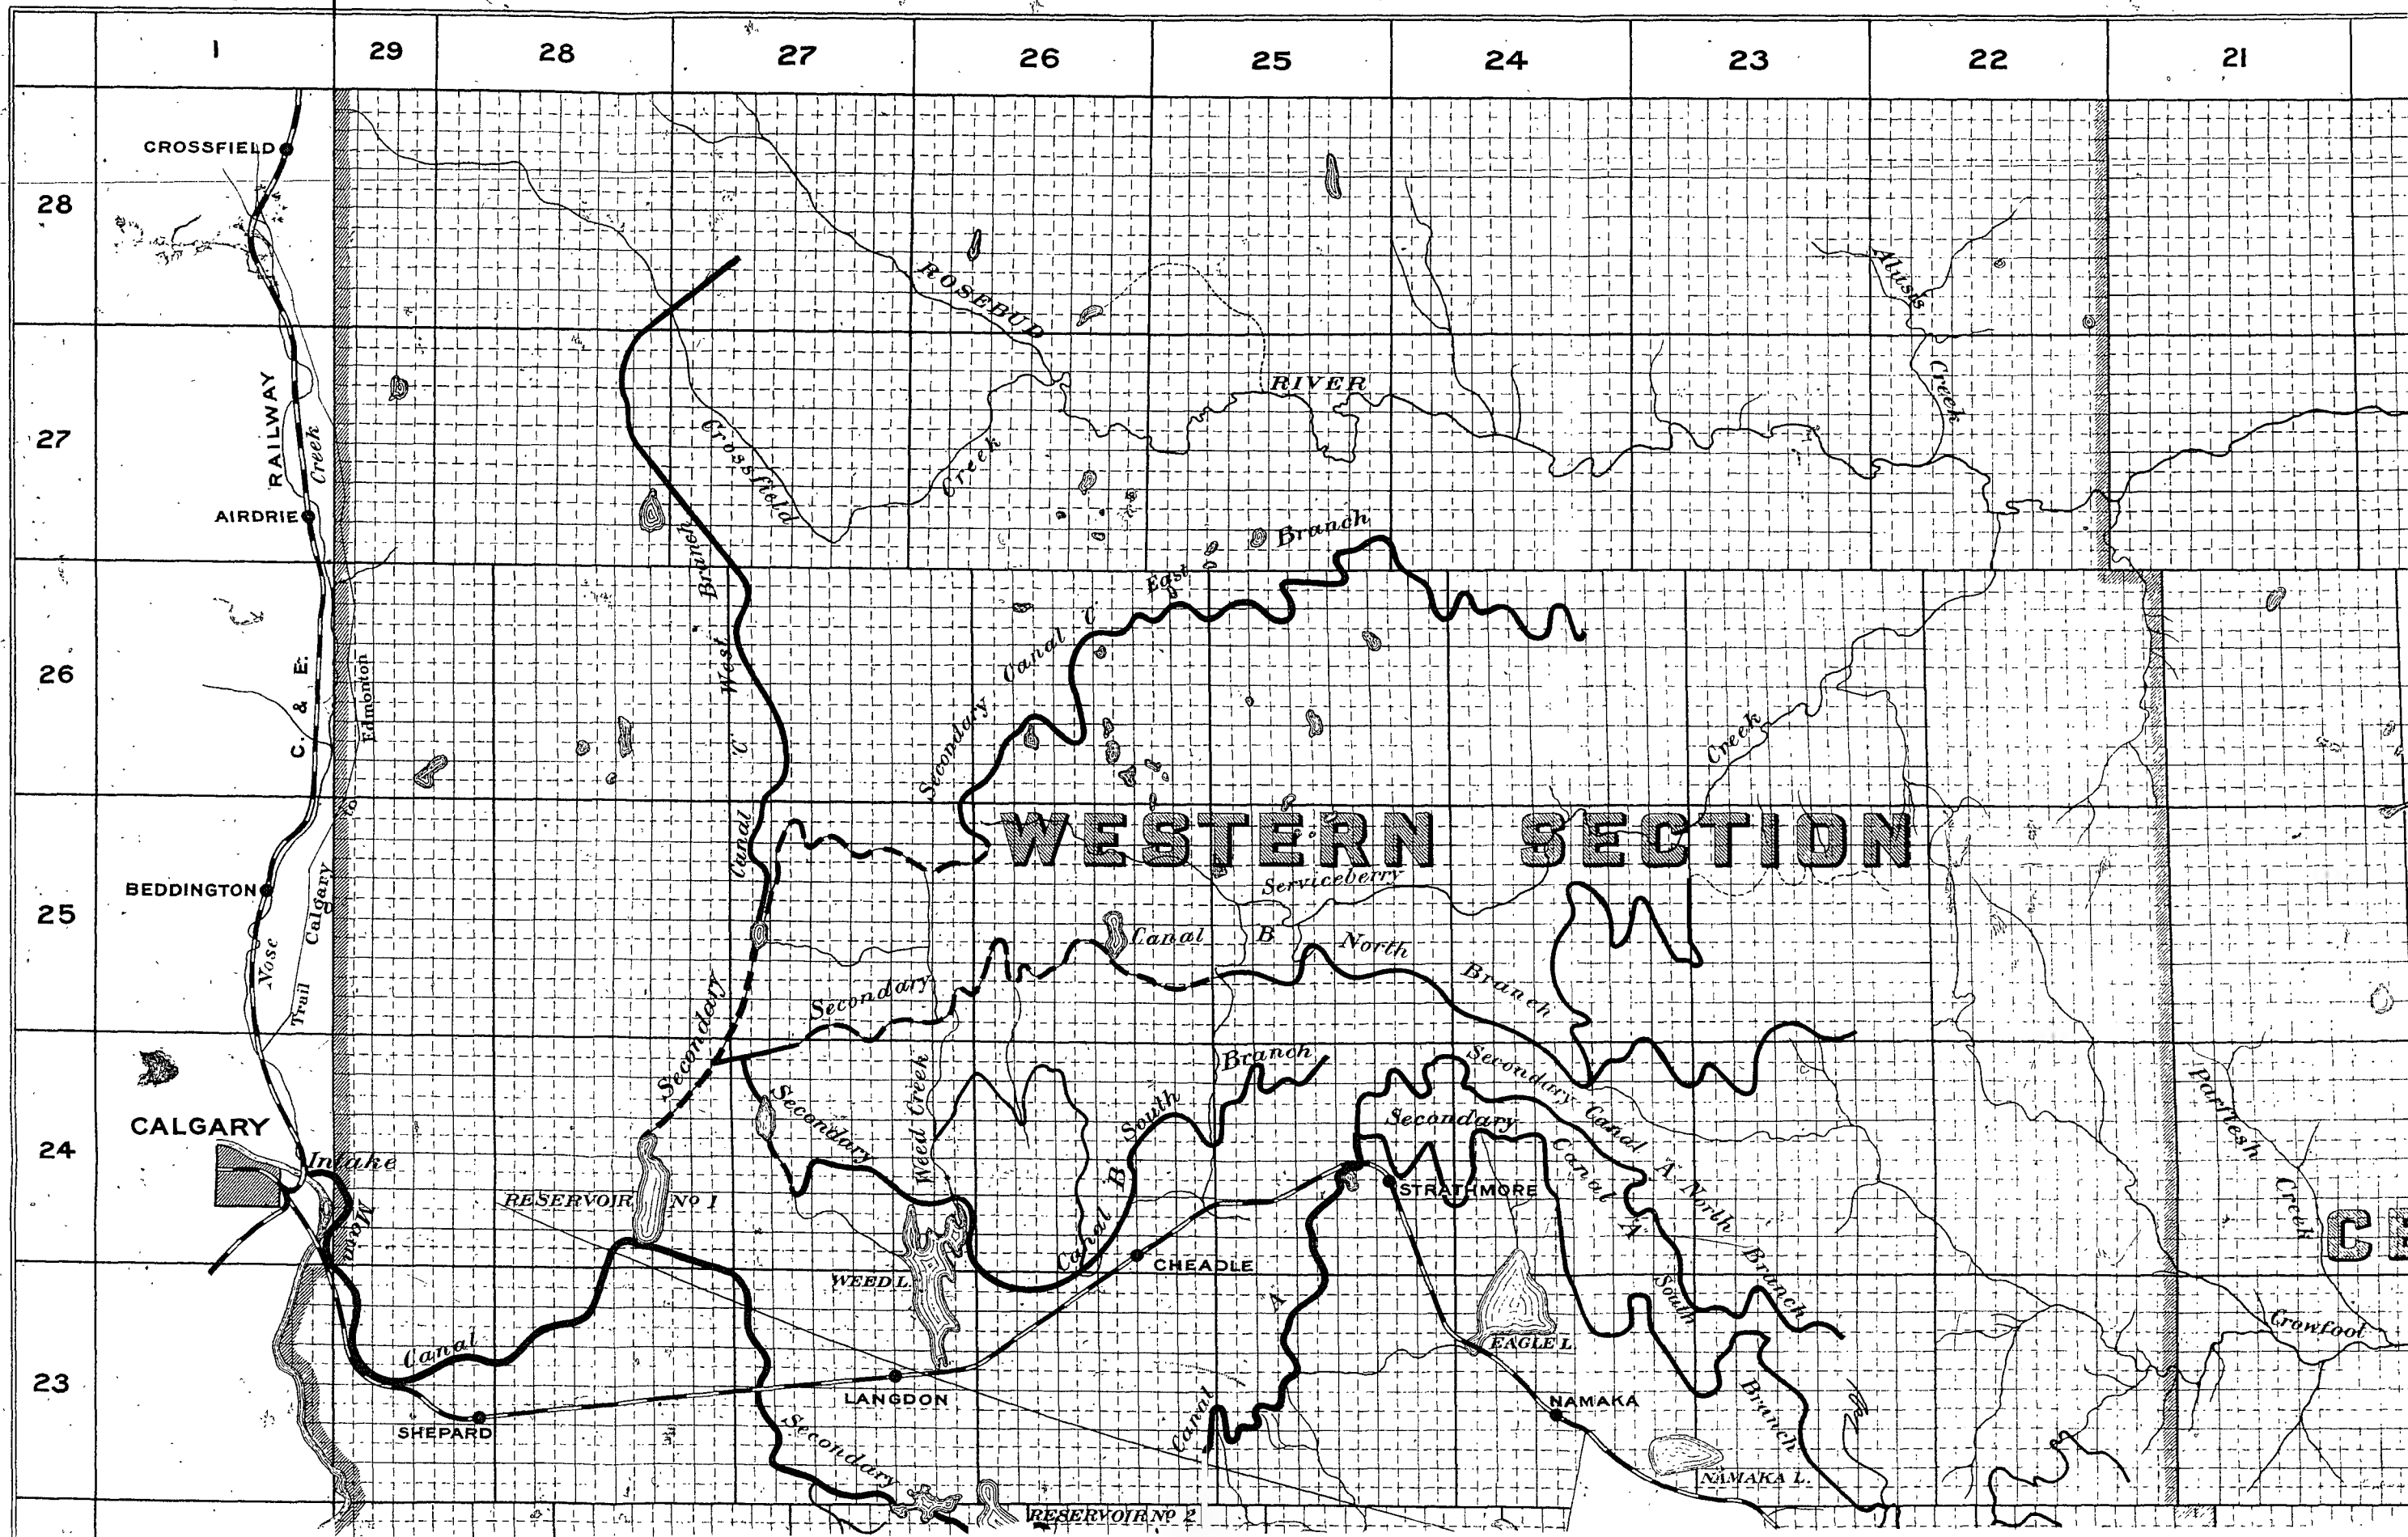 1 29 28 27 26 25 24 23 22 21
CROSSFIELD
28
ROSEBUD
Creek
RIVER
RAILWAY
Creek
27
Crossfield
Creek
AIRDRIE
Branch
East
Branch
West
26
C. & E.
Edmonton
Secondary Canal C
C
Creek
to
WESTERN SECTION
Canal
Serviceberry
BEDDINGTON
25
Calgary
Nose
Trail
Canal B North
Branch
Secondary
Secondary
Weed Creek
Branch
Secondary Canal A North Branch
Secondary
South
Secondary
Canal A
South
Branch
Parflesh
Creek
CALGARY
24
Intake
Main
RESERVOIR No 1
STRATHMORE
Canal B
CHEADLE
WEED L.
CE
A
EAGLE L
Crowfoot
Canal
23
LANGDON
NAMAKA
SHEPARD
Canal
Secondary
NAMAKA L.
RESERVOIR No 2